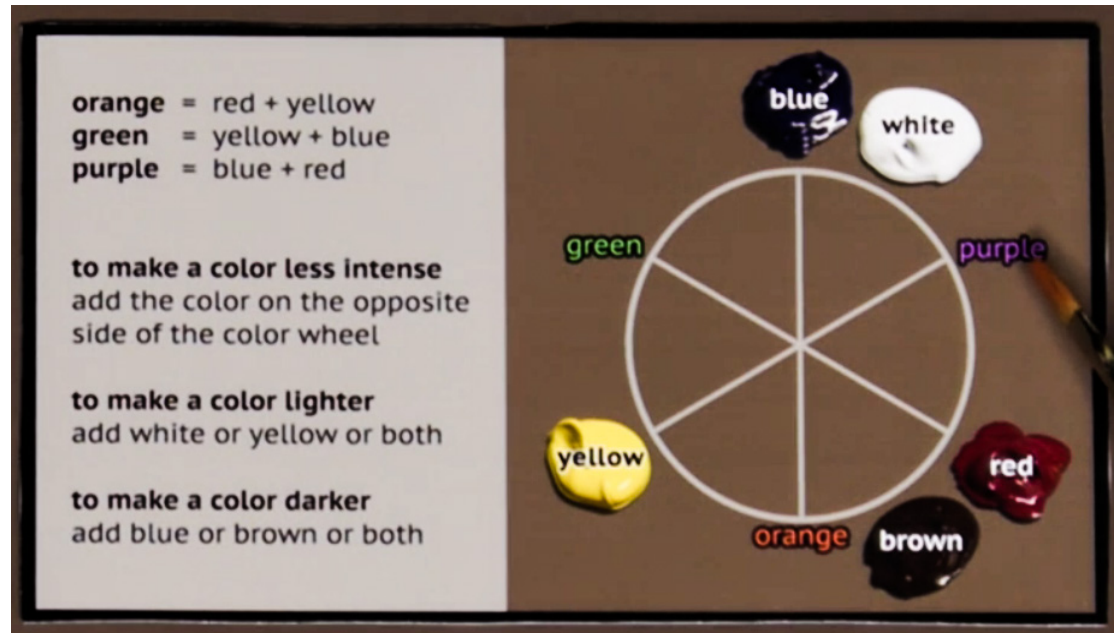 orange = red + yellow
green = yellow + blue
purple = blue + red
to make a color less intense
add the color on the opposite
side of the color wheel
to make a color lighter
add white or yellow or both
to make a color darker
add blue or brown or both
blue
white
green
purple
yellow
red
orange
brown